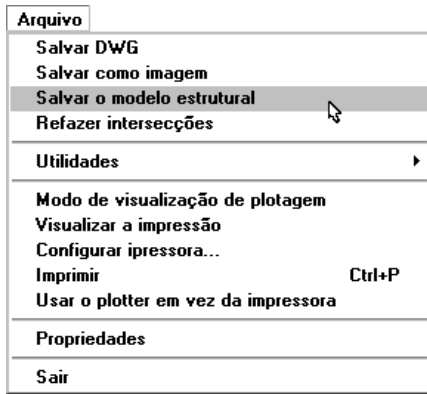 Arquivo
Salvar DWG
Salvar como imagem
Salvar o modelo estrutural
Refazer intersecções
Utilidades
Modo de visualização de plotagem
Visualizar a impressão
Configurar ipressora...
Imprimir Ctrl+P
Usar o plotter em vez da impressora
Propriedades
Sair